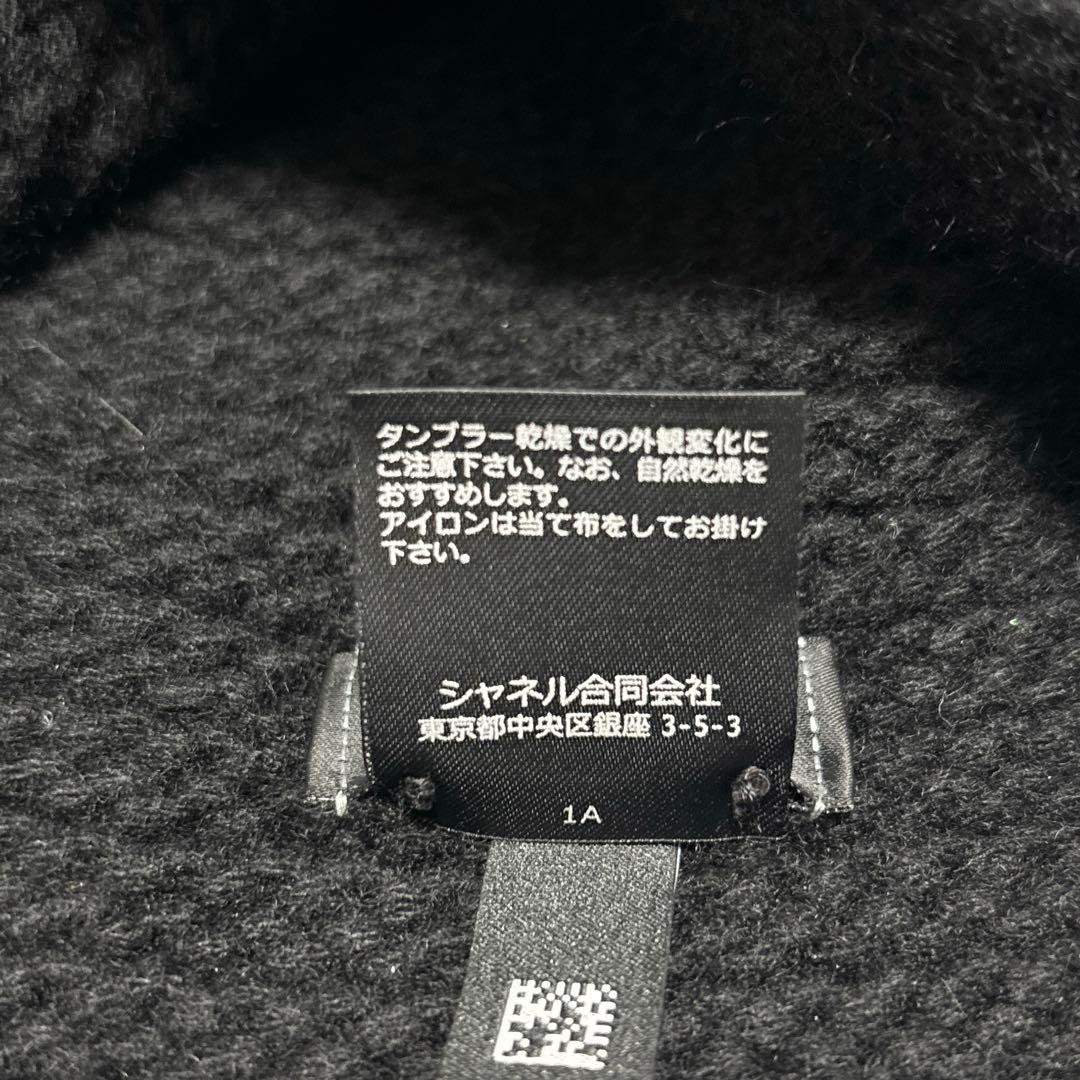 タンブラー乾燥での外観変化に
ご注意下さい。なお、自然乾燥を
おすすめします。
アイロンは当て布をしてお掛け
下さい。
シャネル合同会社
東京都中央区銀座 3-5-3
1A